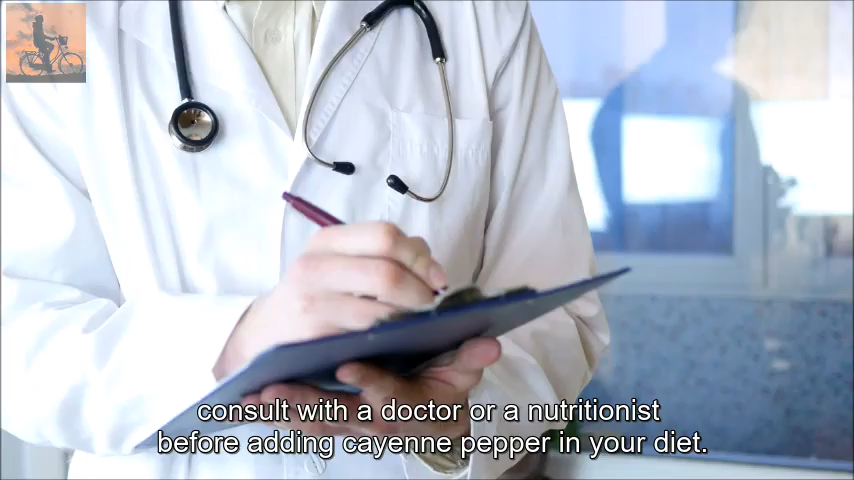 consult with a doctor or a nutritionist
before adding cayenne pepper in your diet.